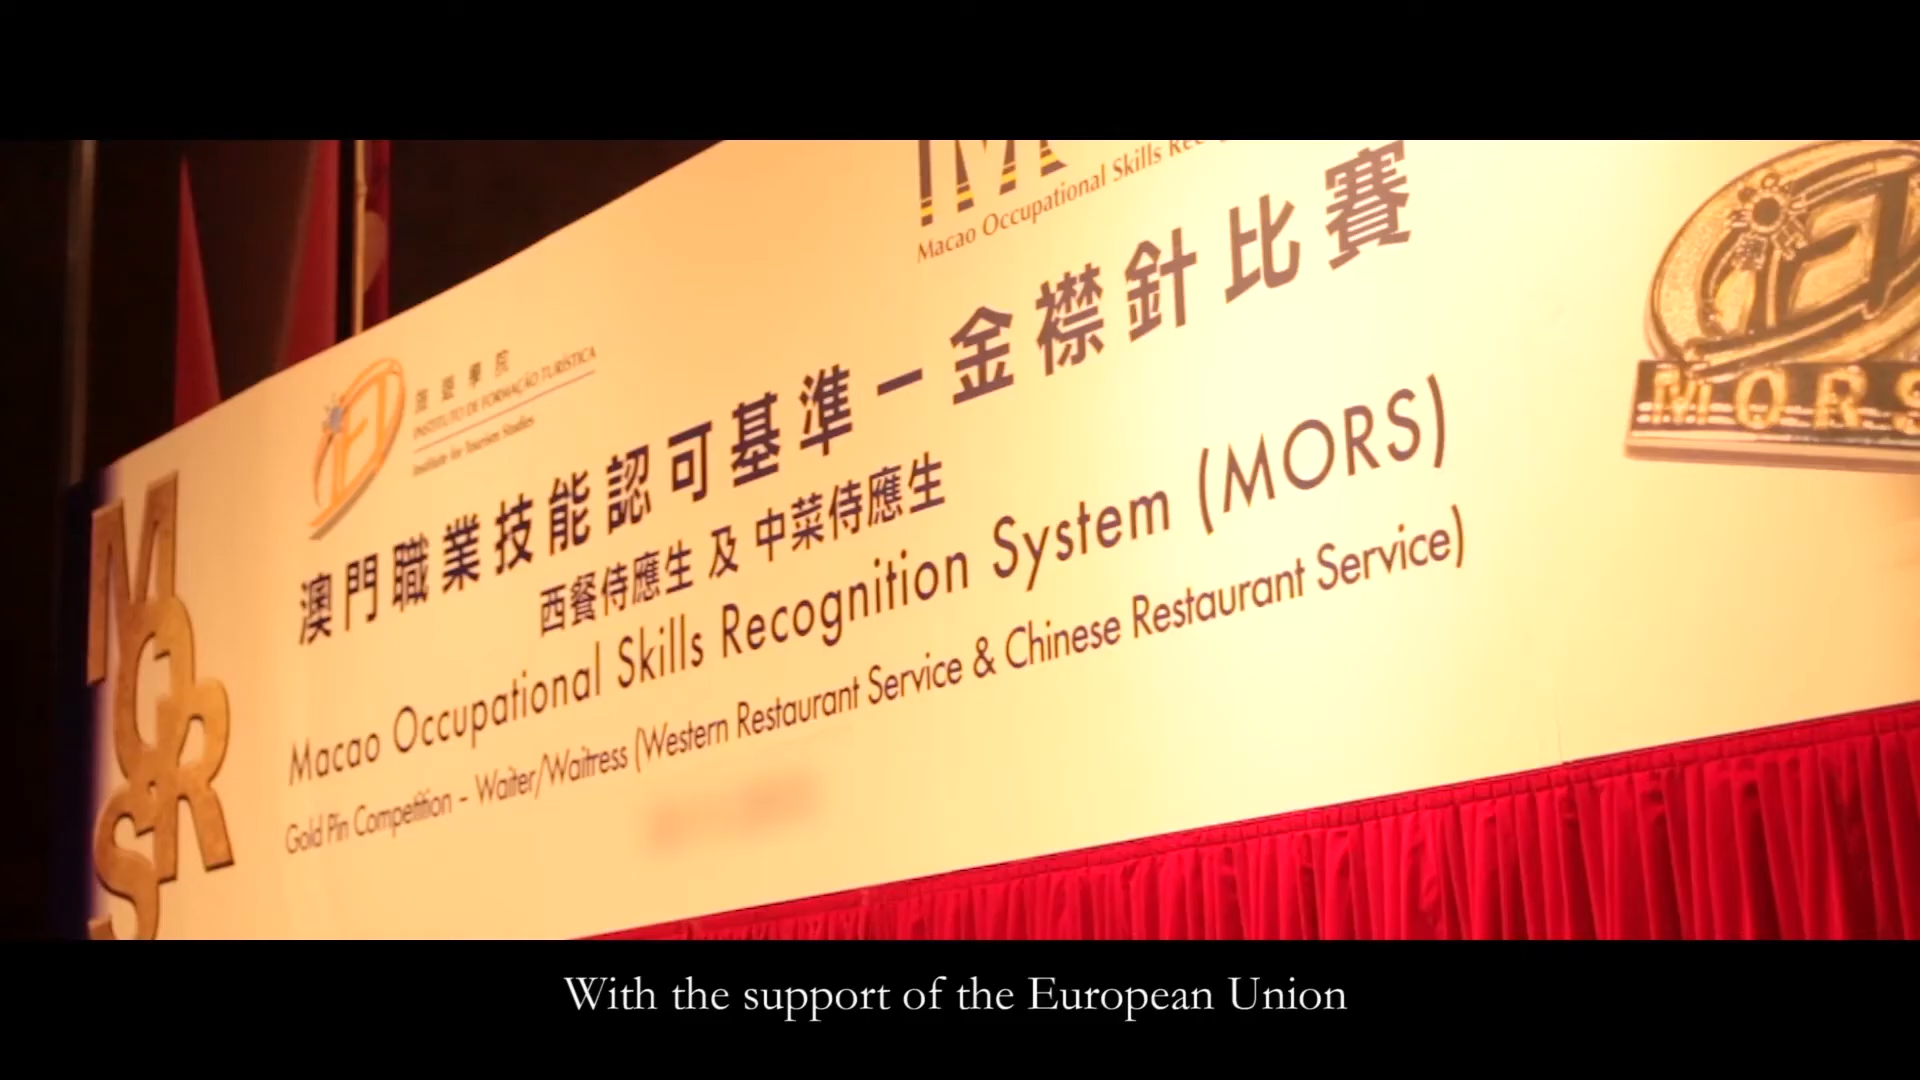 Macao Occupational Skills
旅遊學院
INSTITUTO DE FORMAÇÃO TURÍSTICA
Institute for Tourism Studies
澳門職業技能認可基準－金襟針比賽
西餐侍應生 及 中菜侍應生
Macao Occupational Skills Recognition System (MORS)
Gold Pin Competition – Waiter/Waitress (Western Restaurant Service & Chinese Restaurant Service)
MORS
MORS
With the support of the European Union